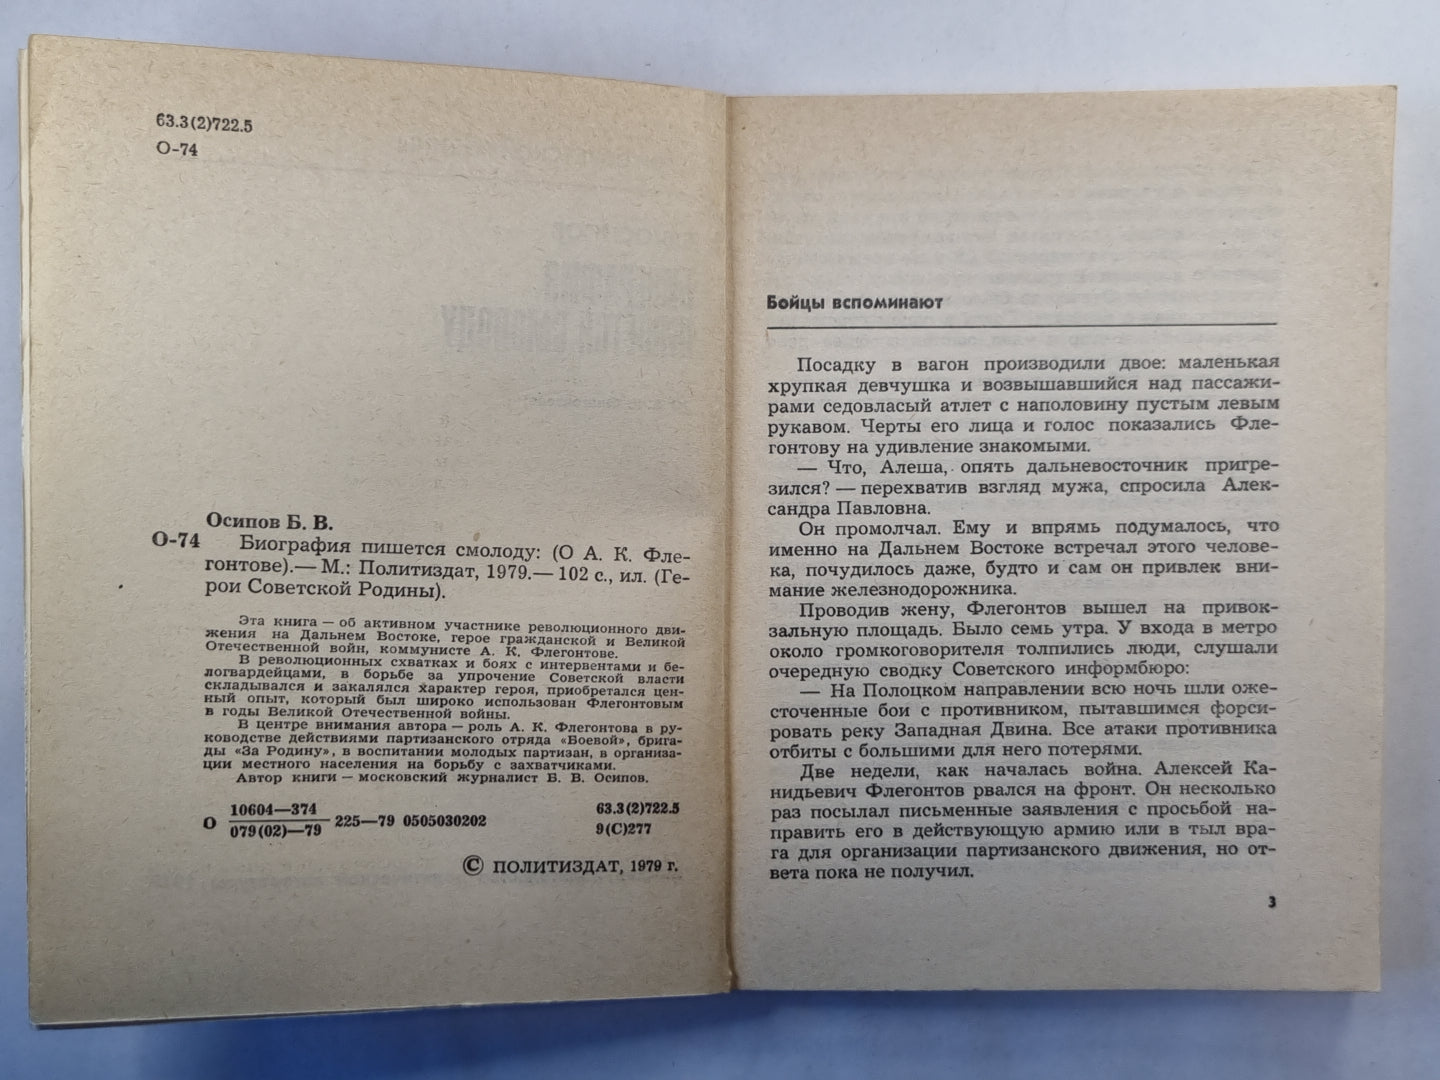 63.3(2)722.5
О-74
Осипов Б. В.
О-74 Биография пишется смолоду: (О А. К. Фле-
гонтове).— М.: Политиздат, 1979.— 102 с., ил. (Ге-
рои Советской Родины).
Эта книга — об активном участнике революционного дви-
жения на Дальнем Востоке, герое гражданской и Великой
Отечественной войн, коммунисте А. К. Флегонтове.
В революционных схватках и боях с интервентами и бе-
логвардейцами, в борьбе за упрочение Советской власти
складывался и закалялся характер героя, приобретался цен-
ный опыт, который был широко использован Флегонтовым
в годы Великой Отечественной войны.
В центре внимания автора — роль А. К. Флегонтова в ру-
ководстве действиями партизанского отряда «Боевой», брига-
ды «За Родину», в воспитании молодых партизан, в организа-
ции местного населения на борьбу с захватчиками.
Автор книги — московский журналист Б. В. Осипов.
О 10604—374
079(02)—79 225—79 0505030202
63.3(2)722.5
9(С)277
© ПОЛИТИЗДАТ, 1979 г.
Бойцы вспоминают
Посадку в вагон производили двое: маленькая
хрупкая девчушка и возвышавшийся над пассажи-
рами седовласый атлет с наполовину пустым левым
рукавом. Черты его лица и голос показались Фле-
гонтову на удивление знакомыми.
— Что, Алеша, опять дальневосточник пригре-
зился? — перехватив взгляд мужа, спросила Алек-
сандра Павловна.
Он промолчал. Ему и впрямь подумалось, что
именно на Дальнем Востоке встречал этого челове-
ка, почудилось даже, будто и сам он привлек вни-
мание железнодорожника.
Проводив жену, Флегонтов вышел на привок-
зальную площадь. Было семь утра. У входа в метро
около громкоговорителя толпились люди, слушали
очередную сводку Советского информбюро:
— На Полоцком направлении всю ночь шли оже-
сточенные бои с противником, пытавшимся форси-
ровать реку Западная Двина. Все атаки противника
отбиты с большими для него потерями.
Две недели, как началась война. Алексей Ка-
нидьевич Флегонтов рвался на фронт. Он несколько
раз посылал письменные заявления с просьбой на-
править его в действующую армию или в тыл вра-
га для организации партизанского движения, но от-
вета пока не получил.
3